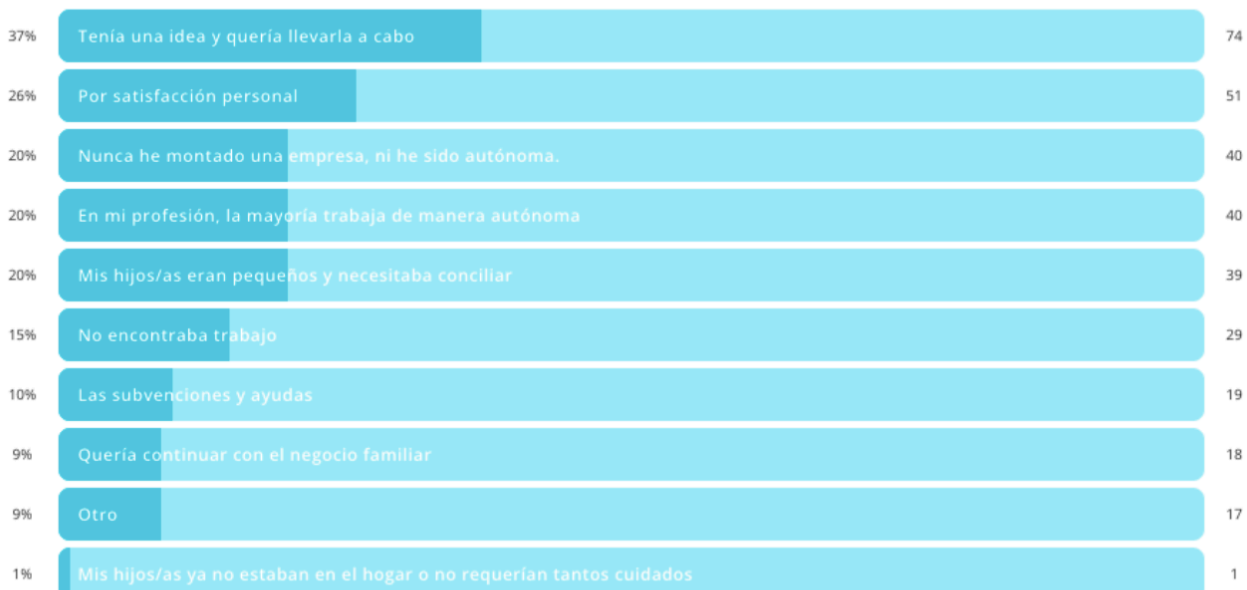 37% Tenía una idea y quería llevarla a cabo 74
26% Por satisfacción personal 51
20% Nunca he montado una empresa, ni he sido autónoma. 40
20% En mi profesión, la mayoría trabaja de manera autónoma 40
20% Mis hijos/as eran pequeños y necesitaba conciliar 39
15% No encontraba trabajo 29
10% Las subvenciones y ayudas 19
9% Quería continuar con el negocio familiar 18
9% Otro 17
1% Mis hijos/as ya no estaban en el hogar o no requerían tantos cuidados 1